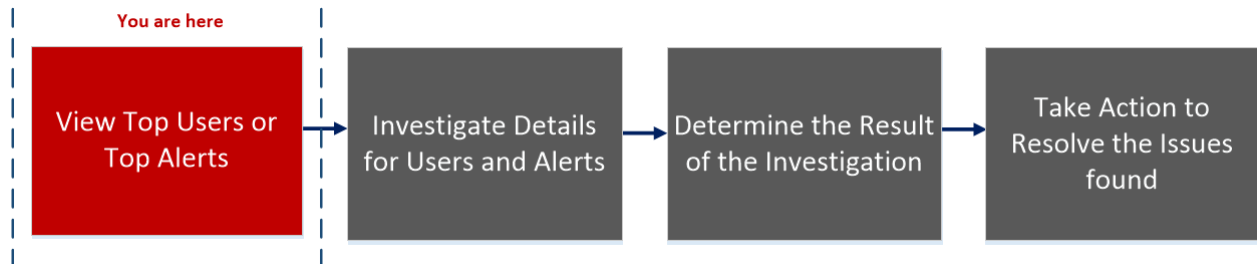 You are here
View Top Users or
Top Alerts
Investigate Details
for Users and Alerts
Determine the Result
of the Investigation
Take Action to
Resolve the Issues
found